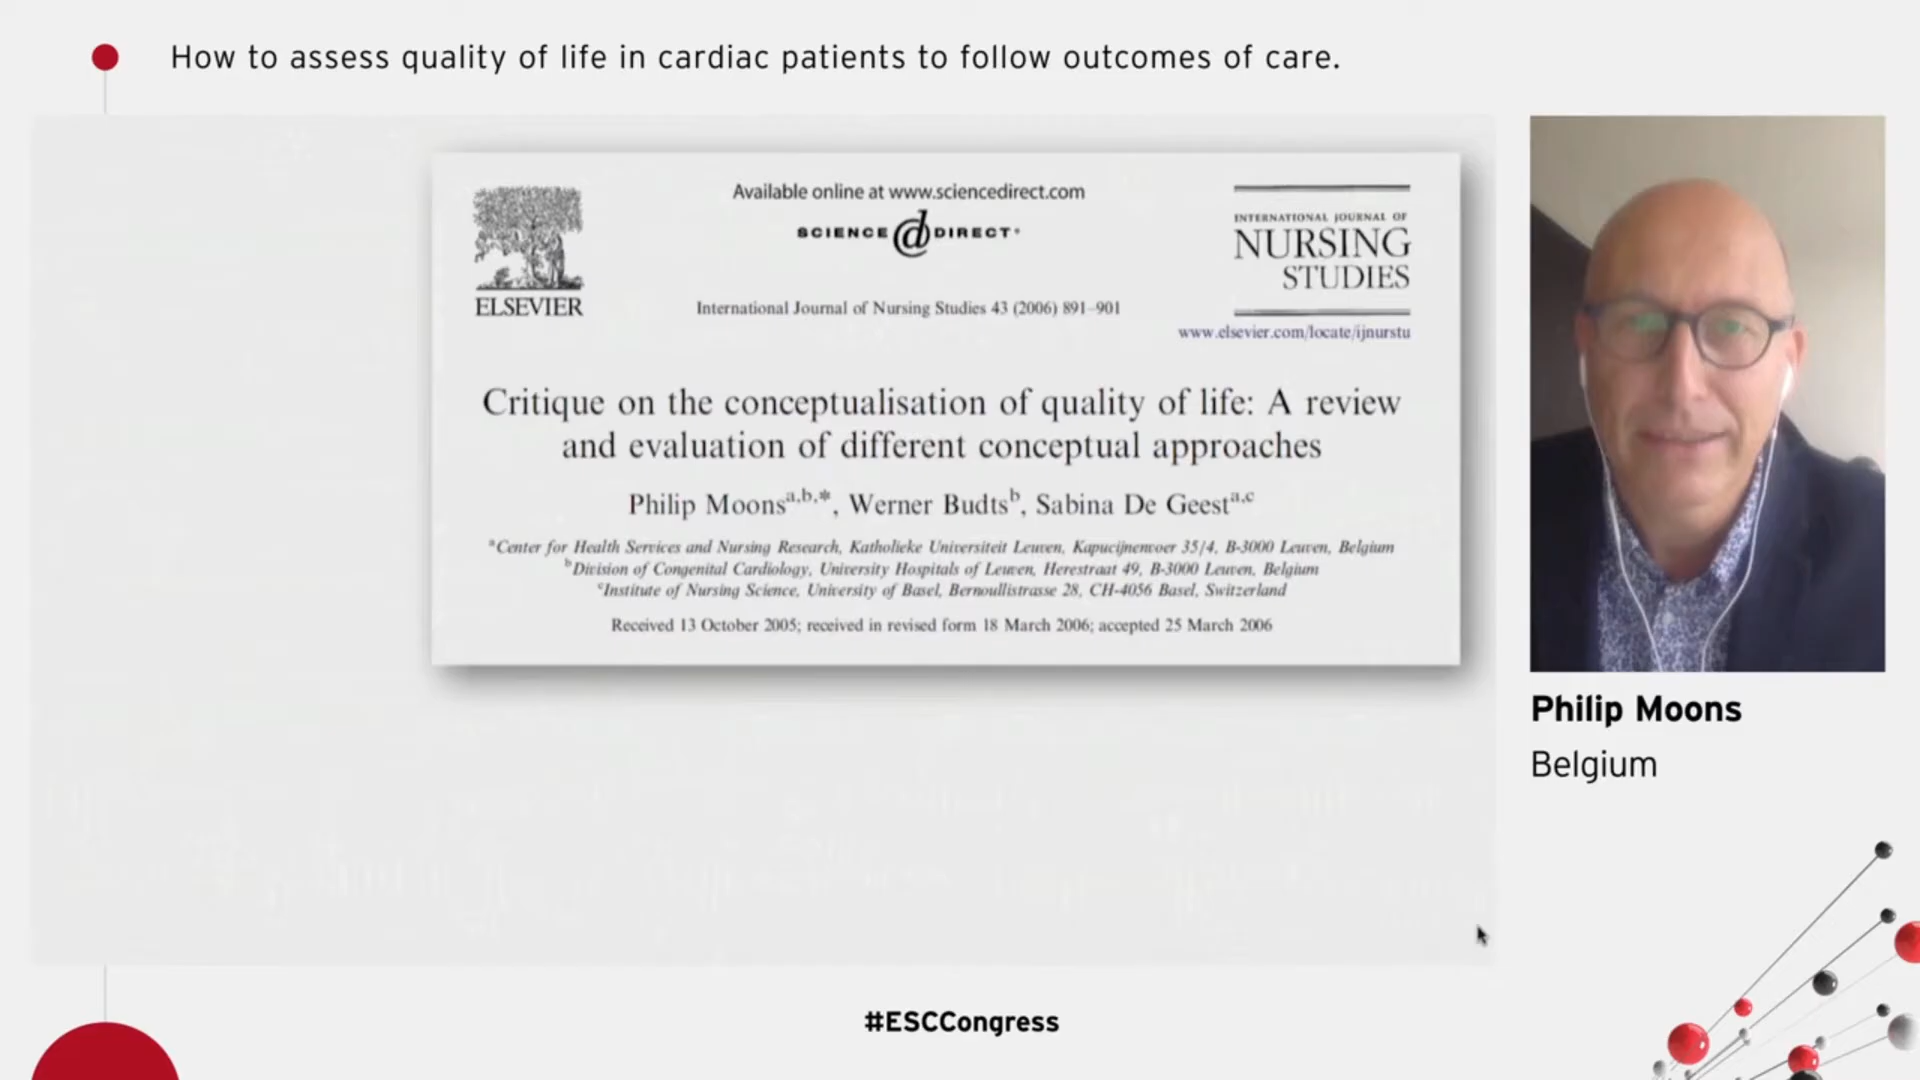 How to assess quality of life in cardiac patients to follow outcomes of care.
Available online at www.sciencedirect.com
SCIENCE @ DIRECT®
ELSEVIER
International Journal of Nursing Studies 43 (2006) 891–901
INTERNATIONAL JOURNAL OF
NURSING
STUDIES
www.elsevier.com/locate/ijnurstu
Critique on the conceptualisation of quality of life: A review
and evaluation of different conceptual approaches
Philip Moonsa,b,*, Werner Budtsb, Sabina De Geesta,c
aCenter for Health Services and Nursing Research, Katholieke Universiteit Leuven, Kapucijnenvoer 35/4, B-3000 Leuven, Belgium
bDivision of Congenital Cardiology, University Hospitals of Leuven, Herestraat 49, B-3000 Leuven, Belgium
cInstitute of Nursing Science, University of Basel, Bernoullistrasse 28, CH-4056 Basel, Switzerland
Received 13 October 2005; received in revised form 18 March 2006; accepted 25 March 2006
Philip Moons
Belgium
#ESCCongress